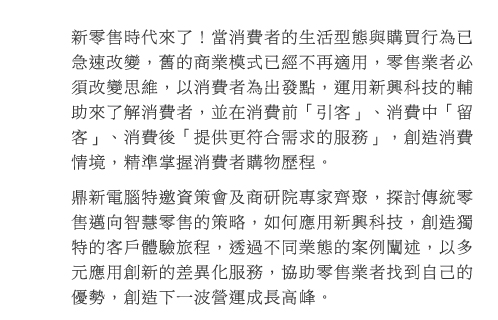 新零售時代來了！當消費者的生活型態與購買行為已
急速改變，舊的商業模式已經不再適用，零售業者必
須改變思維，以消費者為出發點，運用新興科技的輔
助來了解消費者，並在消費前「引客」、消費中「留
客」、消費後「提供更符合需求的服務」，創造消費
情境，精準掌握消費者購物歷程。
鼎新電腦特邀資策會及商研院專家齊聚，探討傳統零
售邁向智慧零售的策略，如何應用新興科技，創造獨
特的客戶體驗旅程，透過不同業態的案例闡述，以多
元應用創新的差異化服務，協助零售業者找到自己的
優勢，創造下一波營運成長高峰。